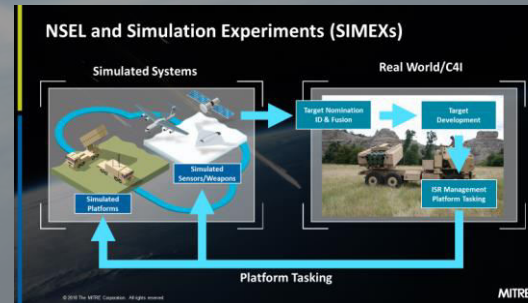 NSEL and Simulation Experiments (SIMEXs)
Simulated Systems
Real World/C4I
Target Nomination
ID & Fusion
Target
Development
Simulated
Sensors/Weapons
Simulated
Platforms
ISR Management
Platform Tasking
Platform Tasking
© 2019 The MITRE Corporation. All rights reserved.
MITRE